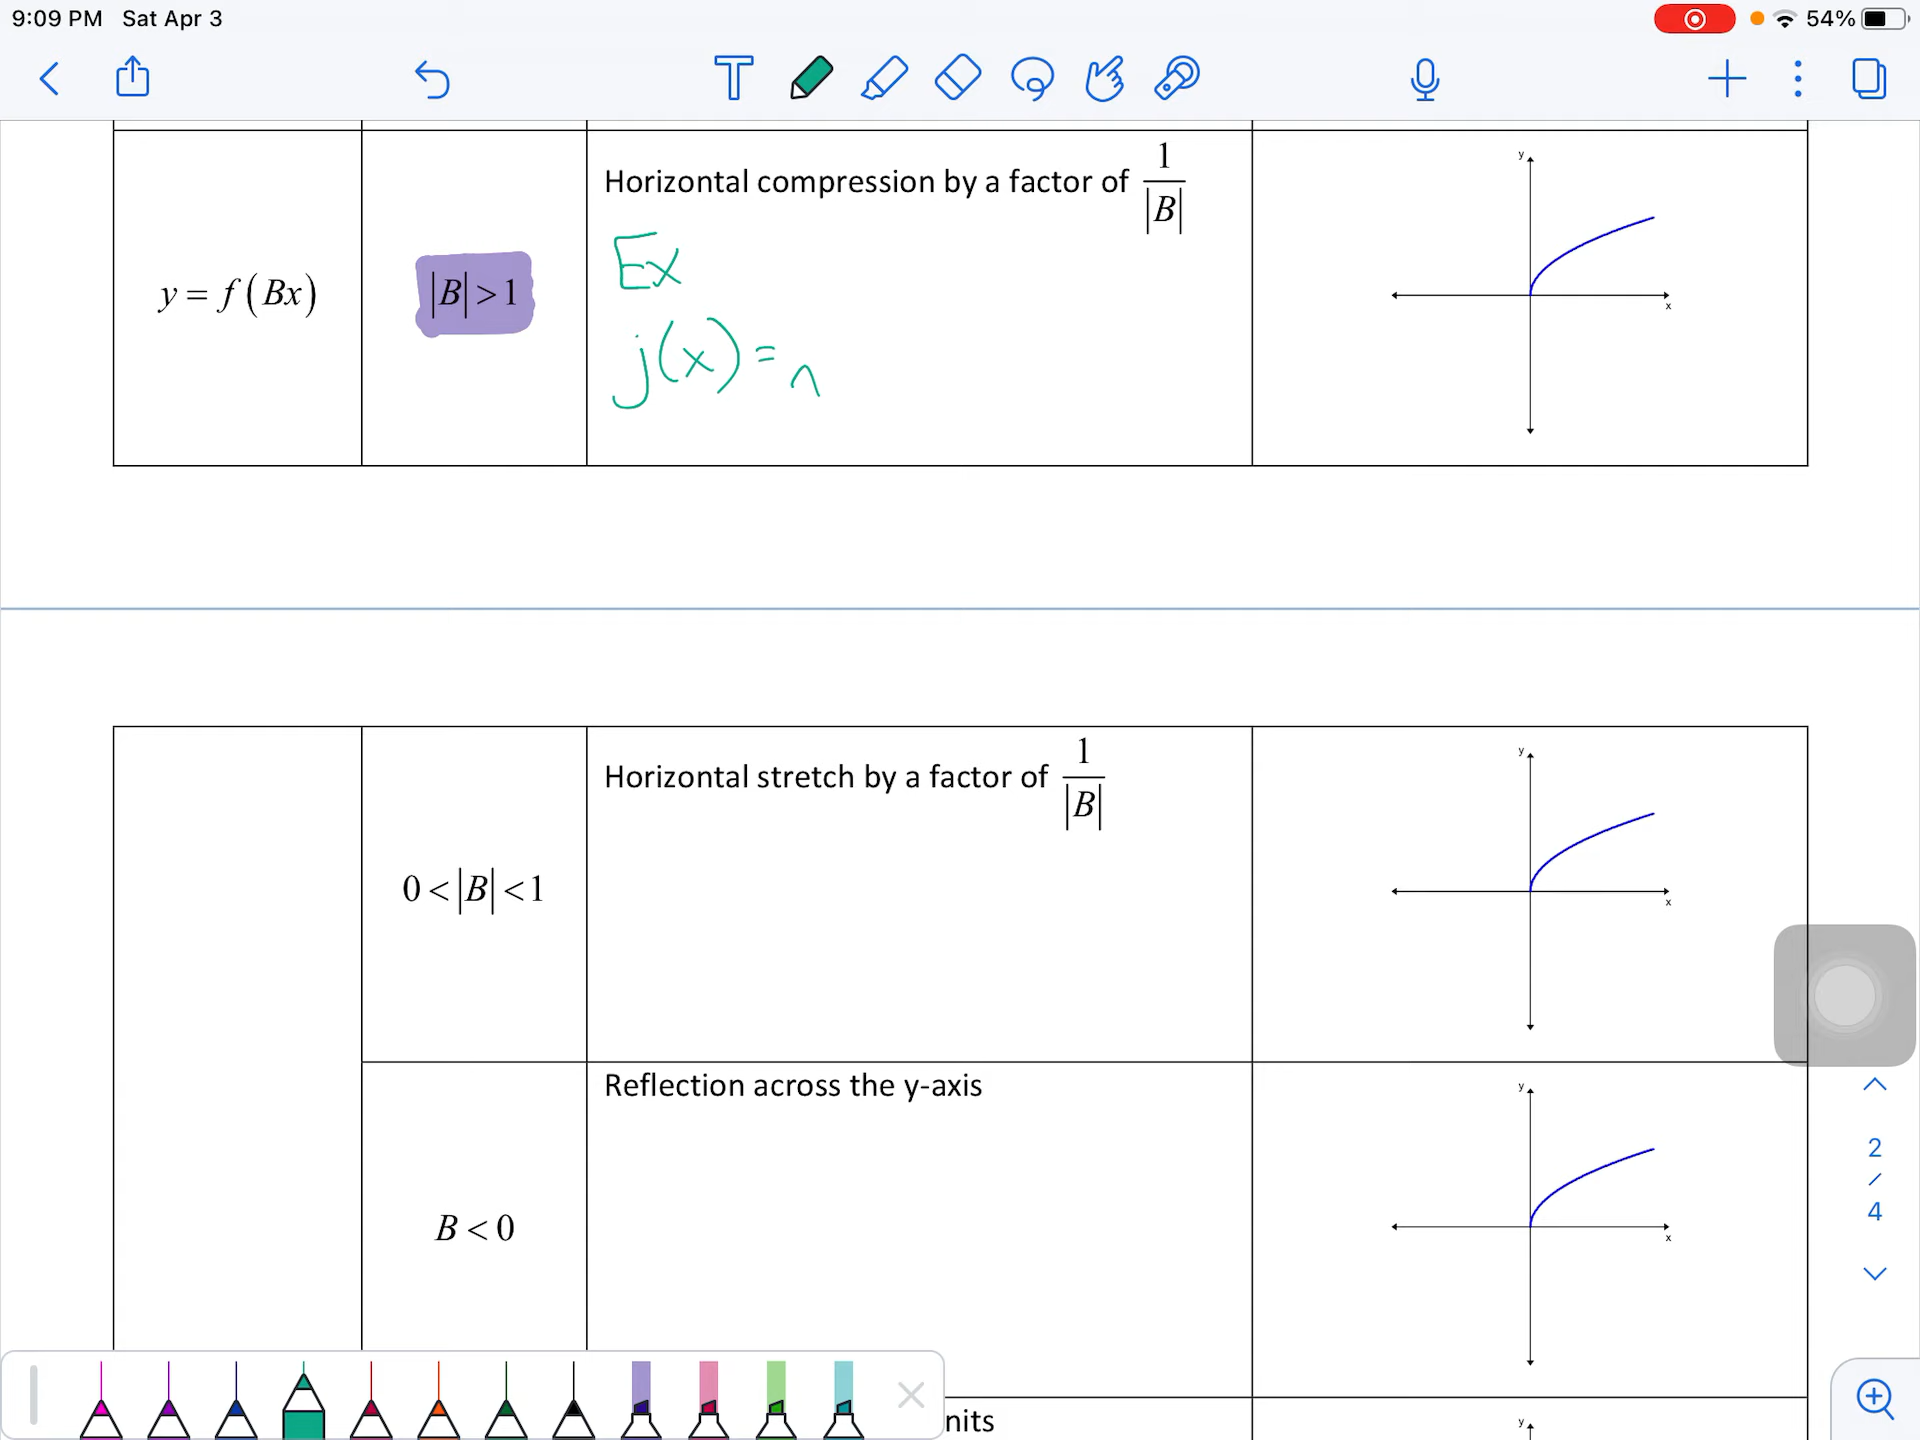 9:09 PM Sat Apr 3
54%
T
y = f(Bx)
|B| > 1
Horizontal compression by a factor of 1/|B|
Ex
j(x) =
y
x
0 < |B| < 1
Horizontal stretch by a factor of 1/|B|
y
x
B < 0
Reflection across the y-axis
y
x
2
/
4
nits
y